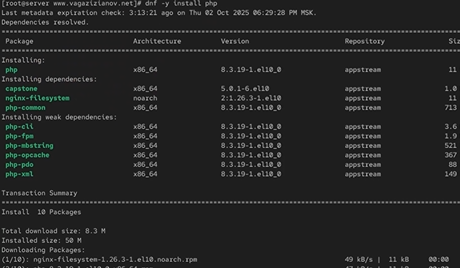 [root@server www.vagarizianov.net]# dnf -y install php
Last metadata expiration check: 3:13:21 ago on Thu 02 Oct 2025 06:29:28 PM MSK.
Dependencies resolved.
Package Architecture Version Repository Siz
Installing:
php x86_64 8.3.19-1.el10_0 appstream 11
Installing dependencies:
capstone x86_64 5.0.1-6.el10 appstream 1.0
nginx-filesystem noarch 2:1.26.3-1.el10 appstream 11
php-common x86_64 8.3.19-1.el10_0 appstream 713
Installing weak dependencies:
php-cli x86_64 8.3.19-1.el10_0 appstream 3.6
php-fpm x86_64 8.3.19-1.el10_0 appstream 1.9
php-mbstring x86_64 8.3.19-1.el10_0 appstream 521
php-opcache x86_64 8.3.19-1.el10_0 appstream 367
php-pdo x86_64 8.3.19-1.el10_0 appstream 88
php-xml x86_64 8.3.19-1.el10_0 appstream 149
Transaction Summary
Install 10 Packages
Total download size: 8.3 M
Installed size: 50 M
Downloading Packages:
(1/10): nginx-filesystem-1.26.3-1.el10.noarch.rpm 49 kB/s | 11 kB 00:00